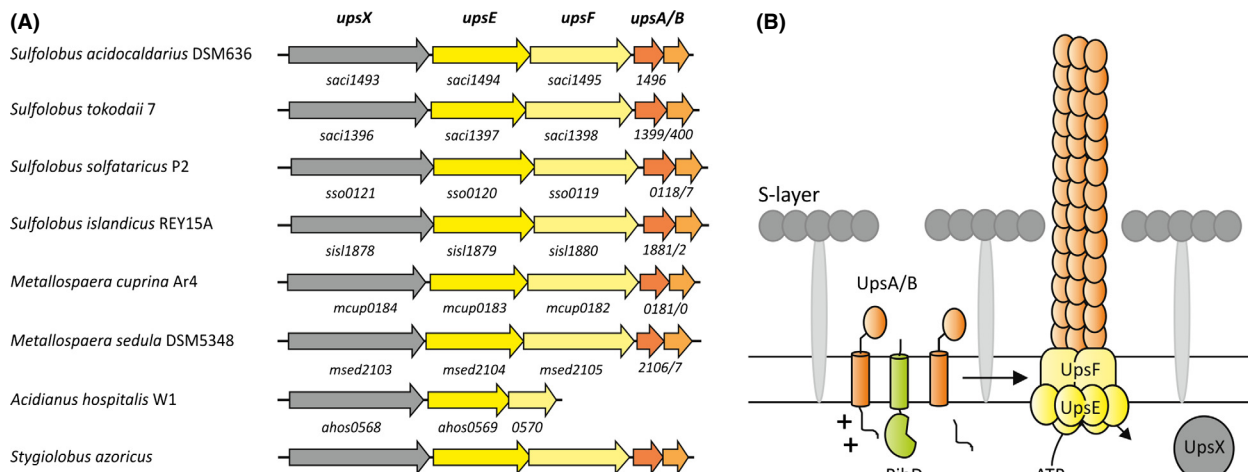 (A)
upsX upsE upsF upsA/B
Sulfolobus acidocaldarius DSM636
saci1493 saci1494 saci1495 1496
Sulfolobus tokodaii 7
saci1396 saci1397 saci1398 1399/400
Sulfolobus solfataricus P2
sso0121 sso0120 sso0119 0118/7
Sulfolobus islandicus REY15A
sisl1878 sisl1879 sisl1880 1881/2
Metallospaera cuprina Ar4
mcup0184 mcup0183 mcup0182 0181/0
Metallospaera sedula DSM5348
msed2103 msed2104 msed2105 2106/7
Acidianus hospitalis W1
ahos0568 ahos0569 0570
Stygiolobus azoricus
(B)
S-layer
UpsA/B
UpsF
UpsE
+
+
UpsX